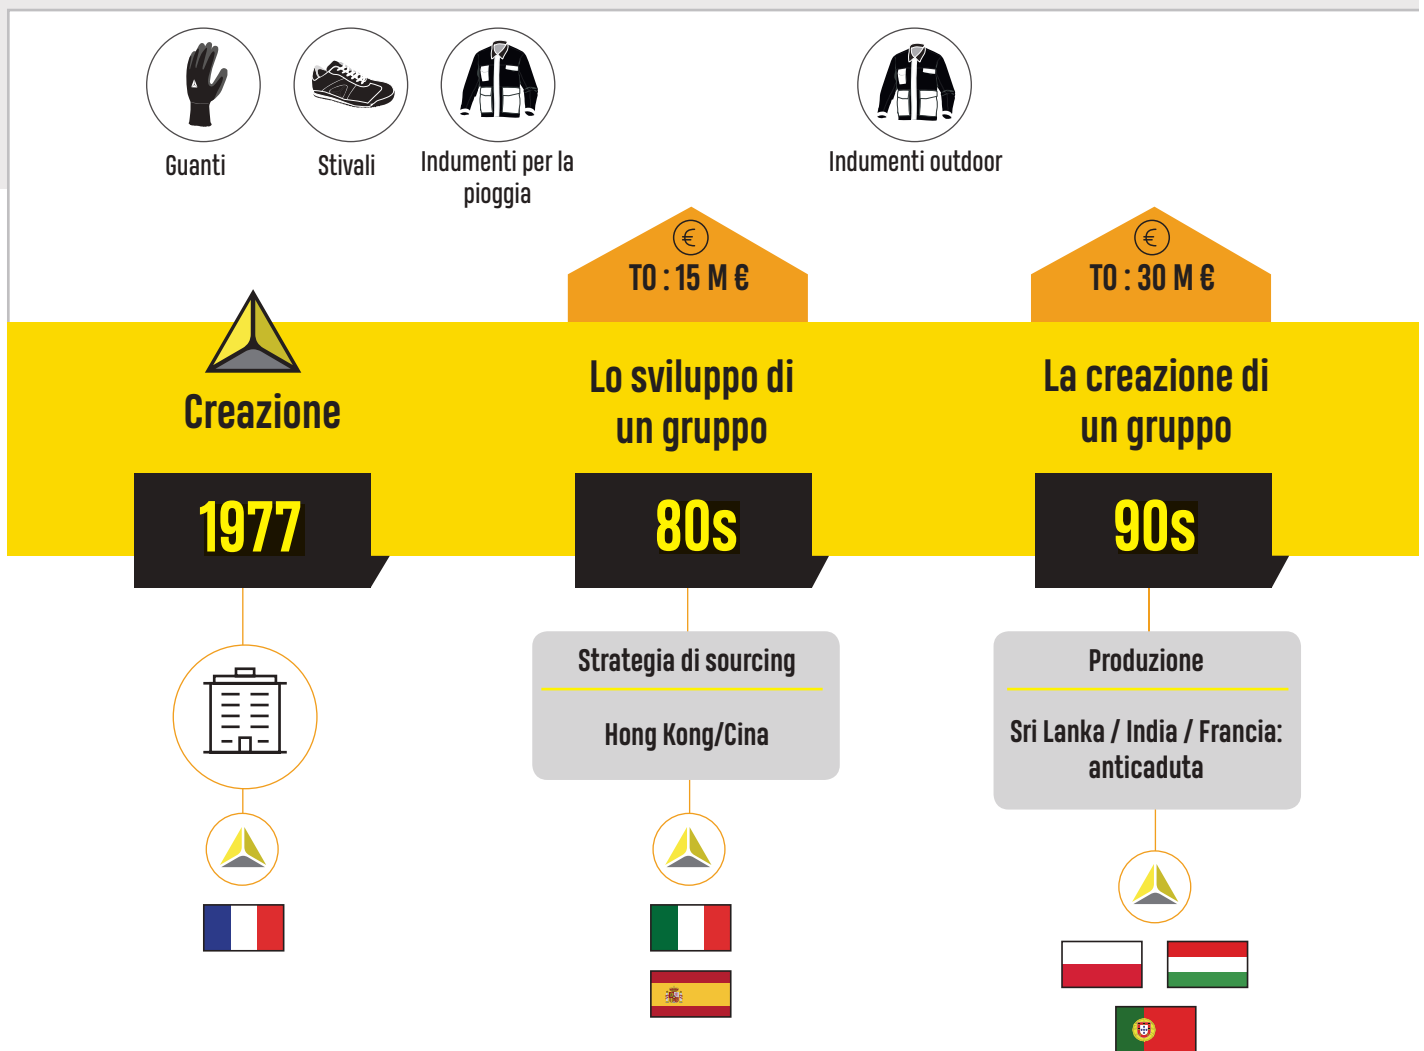 Guanti
Stivali
Indumenti per la
pioggia
Indumenti outdoor
€
TO : 15 M €
€
TO : 30 M €
Creazione
Lo sviluppo di
un gruppo
La creazione di
un gruppo
1977
80s
90s
Strategia di sourcing
Hong Kong/Cina
Produzione
Sri Lanka / India / Francia:
anticaduta